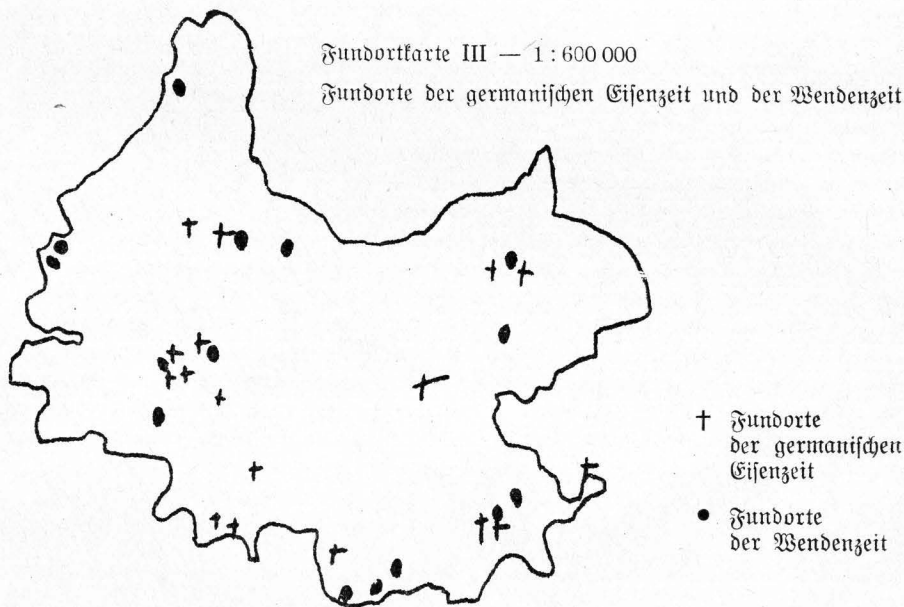 Fundortkarte III — 1:600 000
Fundorte der germanischen Eisenzeit und der Wendenzeit
Fundorte
der germanischen
Eisenzeit
Fundorte
der Wendenzeit